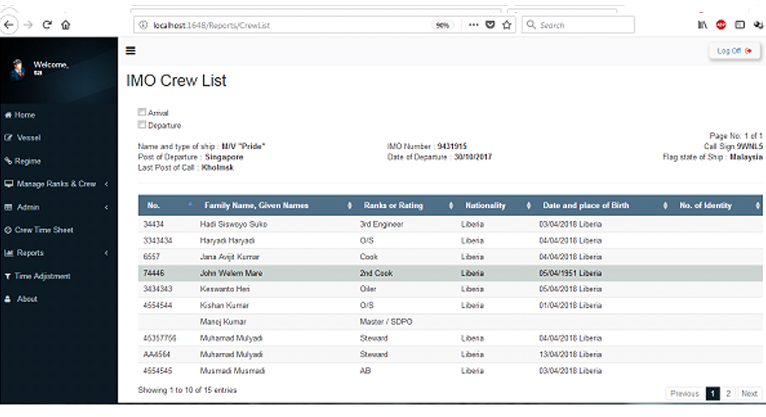 localhost:1648/Reports/CrewList 90% Search
Welcome,
sa
Log Off
IMO Crew List
Home
Vessel
Regime
Manage Ranks & Crew
Admin
Crew Time Sheet
Reports
Time Adjistment
About
Arrival
Departure
Page No: 1 of 1
Name and type of ship : M/V "Pride" IMO Number : 9431915 Call Sign 9WNL5
Post of Departure : Singapore Date of Departure : 30/10/2017 Flag state of Ship : Malaysia
Last Post of Call : Kholmsk
No. Family Name, Given Names Ranks or Rating Nationality Date and place of Birth No. of Identity
34434 Hadi Siswoyo Suko 3rd Engineer Liberia 03/04/2018 Liberia
3343434 Haryadi Haryadi O/S Liberia 04/04/2018 Liberia
6557 Jana Avijit Kumar Cook Liberia 04/04/2018 Liberia
74446 John Welem Mare 2nd Cook Liberia 05/04/1951 Liberia
3434343 Keswanto Heri Oiler Liberia 05/04/2018 Liberia
4554544 Kishan Kumar O/S Liberia 01/04/2018 Liberia
Manoj Kumar Master / SDPO
45357756 Muhamad Mulyadi Steward Liberia 04/04/2018 Liberia
AA4564 Muhamad Mulyadi Steward Liberia 13/04/2018 Liberia
4554545 Musmadi Musmadi AB Liberia 03/04/2018 Liberia
Showing 1 to 10 of 15 entries
Previous 1 2 Next